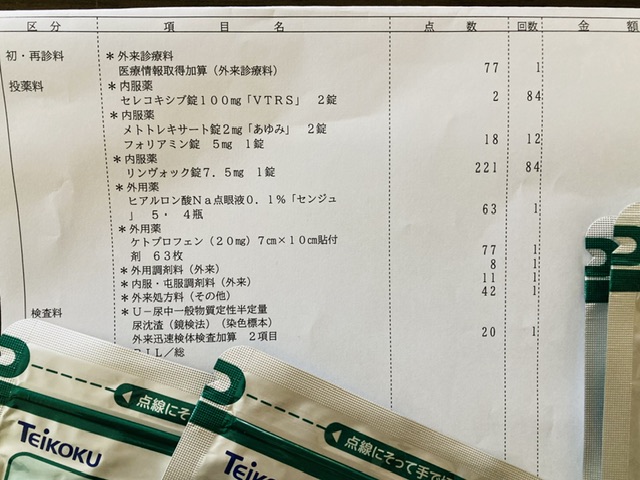 区 分 項 目 名 点 数 回数 金 額
初・再診料 ＊外来診療料
医療情報取得加算（外来診療料） 77 1
投薬料 ＊内服薬
セレコキシブ錠１００㎎「ＶＴＲＳ」 ２錠 2 84
＊内服薬
メトトレキサート錠２㎎「あゆみ」 ２錠
フォリアミン錠 ５㎎ １錠 18 12
＊内服薬
リンヴォック錠７．５㎎ １錠 221 84
＊外用薬
ヒアルロン酸Ｎａ点眼液０．１％「センジュ
」 ５・ ４瓶 63 1
＊外用薬
ケトプロフェン（２０㎎）７㎝×１０㎝貼付
剤 ６３枚 77 1
＊外用調剤料（外来） 8 1
＊内服・屯服調剤料（外来） 11 1
＊外来処方料（その他） 42 1
検査料 ＊Ｕ－尿中一般物質定性半定量
尿沈渣（鏡検法）（染色標本）
外来迅速検体検査加算 ２項目 20 1
ＢＩＬ／総
点線にそ
TEIKOKU
点線にそって手で
TEIKOKU